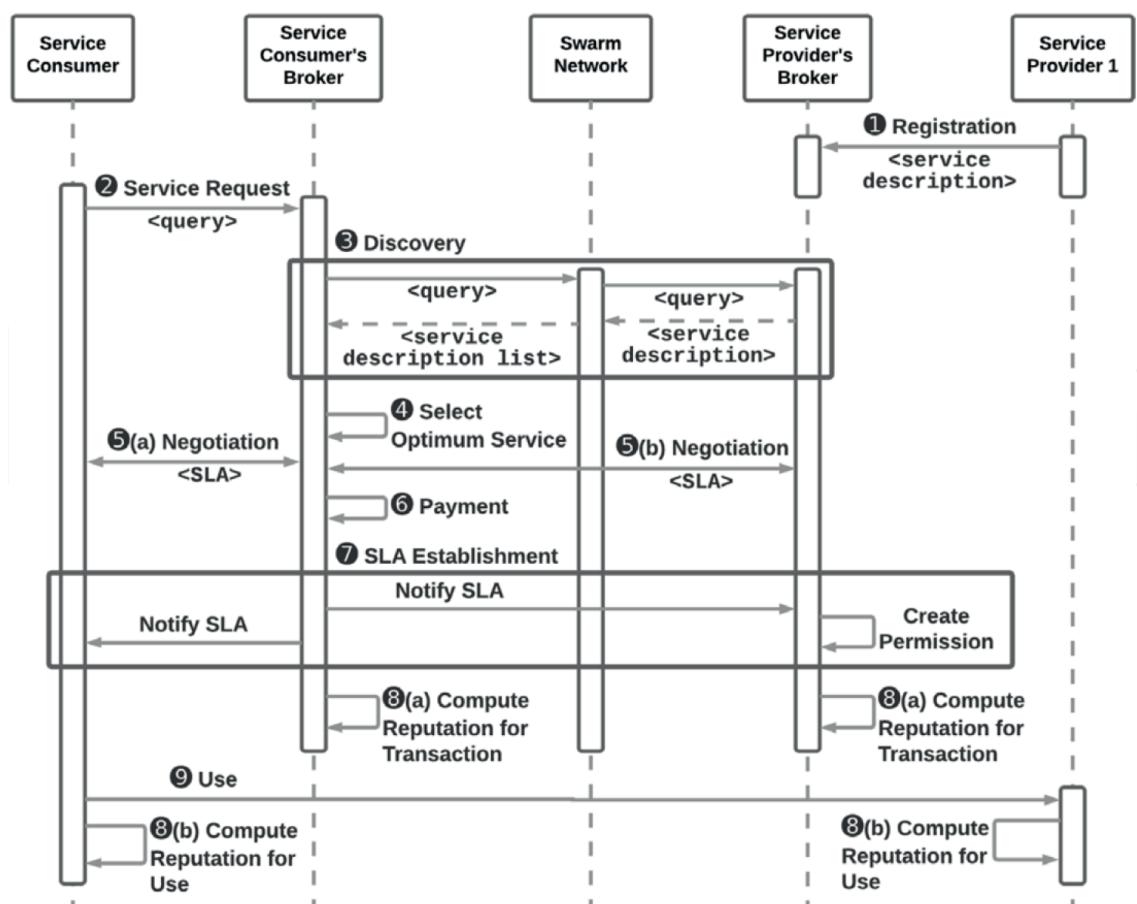 Service
Consumer
Service
Consumer's
Broker
Swarm
Network
Service
Provider's
Broker
Service
Provider 1
❶ Registration
<service
description>
❷ Service Request
<query>
❸ Discovery
<query>
<query>
<service
description list>
<service
description>
❹ Select
Optimum Service
❺(a) Negotiation
<SLA>
❺(b) Negotiation
<SLA>
❻ Payment
❼ SLA Establishment
Notify SLA
Notify SLA
Create
Permission
❽(a) Compute
Reputation for
Transaction
❽(a) Compute
Reputation for
Transaction
❾ Use
❽(b) Compute
Reputation for
Use
❽(b) Compute
Reputation for
Use